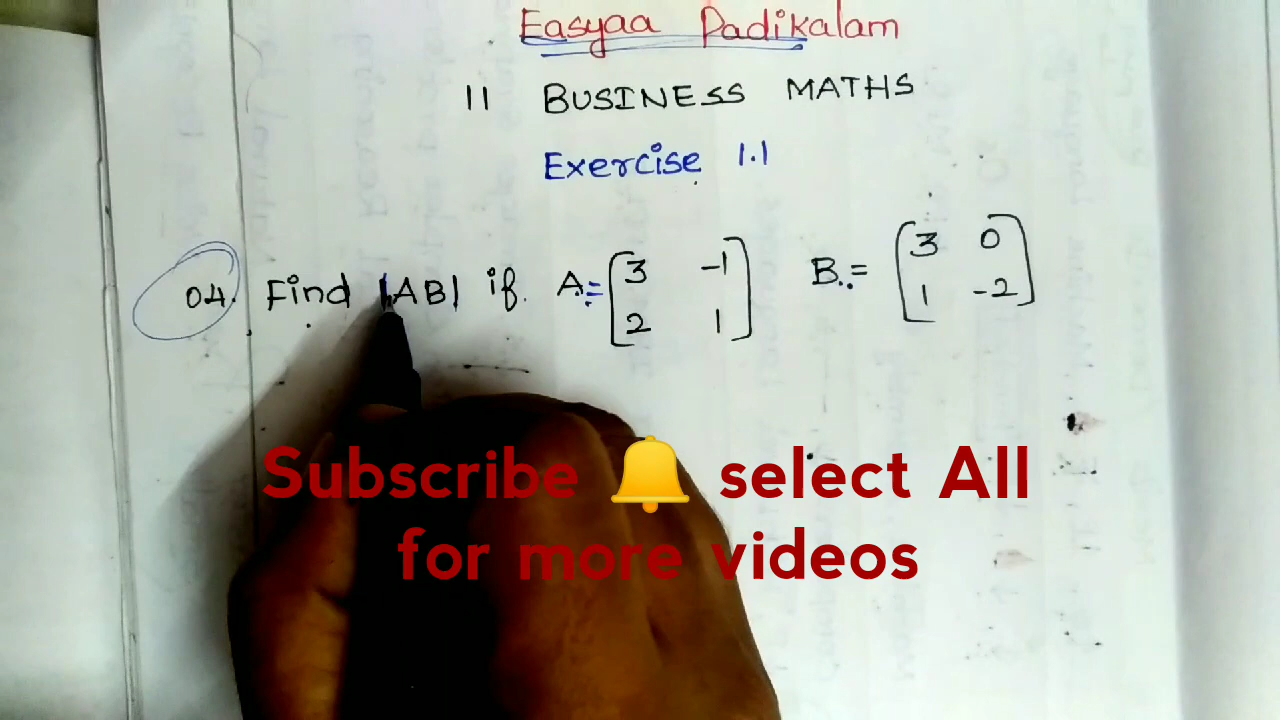 Easyaa Padikalam
11 BUSINESS MATHS
Exercise 1.1
04. Find |AB| if A = [3 -1
2 1] B = [3 0
1 -2]
Subscribe 🔔 select All
for more videos